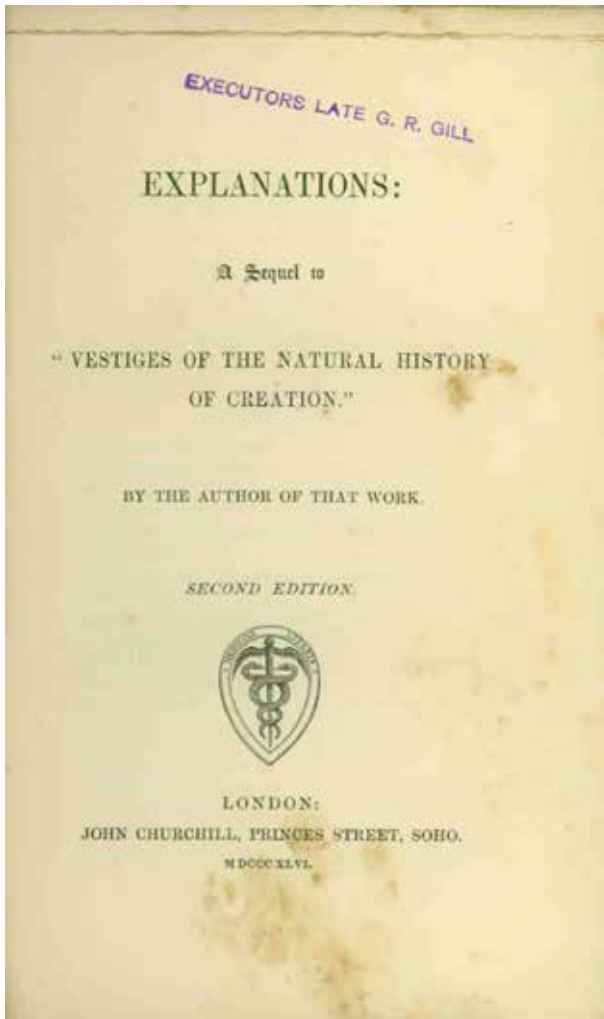 EXECUTORS LATE G. R. GILL
EXPLANATIONS:
A Sequel to
“ VESTIGES OF THE NATURAL HISTORY
OF CREATION.”
BY THE AUTHOR OF THAT WORK.
SECOND EDITION.
LONDON:
JOHN CHURCHILL, PRINCES STREET, SOHO.
MDCCCXLVI.